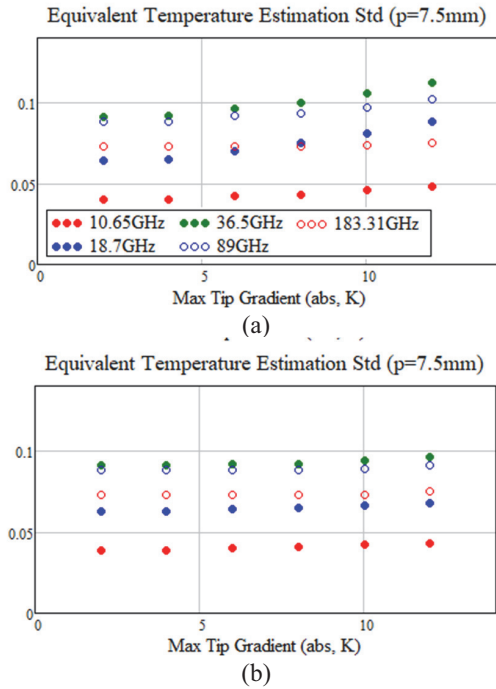 Equivalent Temperature Estimation Std (p=7.5mm)
0.1
0.05
0
10.65GHz 36.5GHz 183.31GHz
18.7GHz 89GHz
0 5 10
Max Tip Gradient (abs, K)
(a)
Equivalent Temperature Estimation Std (p=7.5mm)
0.1
0.05
0
0 5 10
Max Tip Gradient (abs, K)
(b)